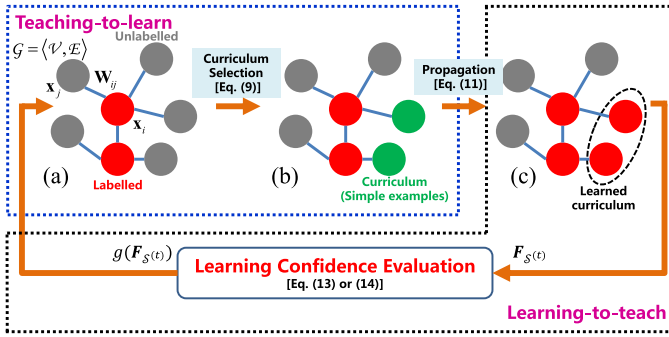 Teaching-to-learn
𝒢 = ⟨𝒱, ℰ⟩
Unlabelled
x_j
W_ij
x_i
(a)
Labelled
Curriculum
Selection
[Eq. (9)]
(b)
Curriculum
(Simple examples)
Propagation
[Eq. (11)]
(c)
Learned
curriculum
g(F_𝒮(t))
Learning Confidence Evaluation
[Eq. (13) or (14)]
F_𝒮(t)
Learning-to-teach